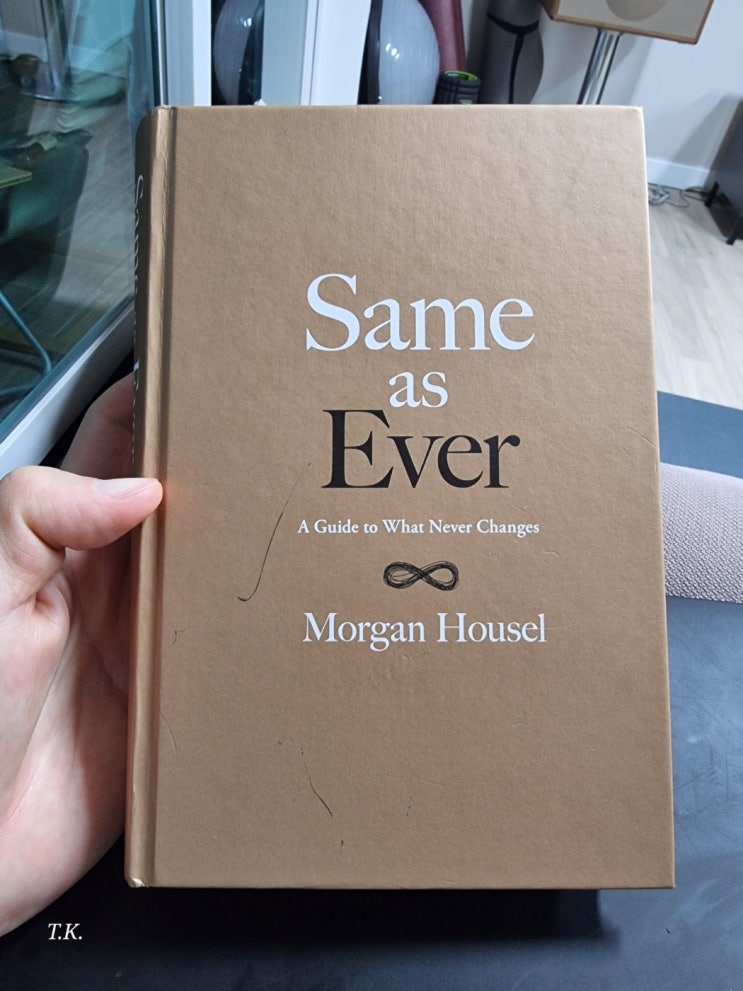 Same
as
Ever
A Guide to What Never Changes
Morgan Housel
T.K.